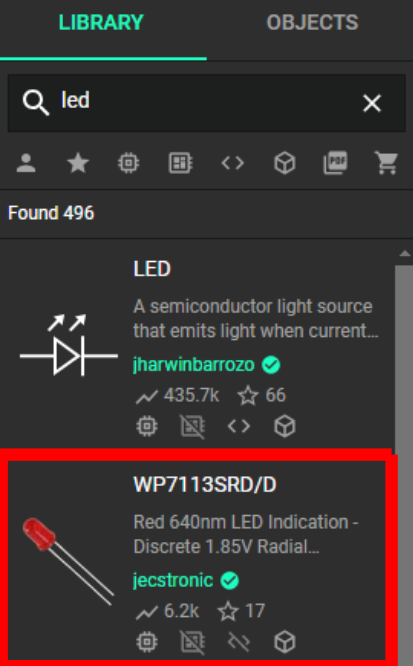 LIBRARY OBJECTS
led
PDF
Found 496
LED
A semiconductor light source
that emits light when current...
jharwinbarrozo
435.7k 66
WP7113SRD/D
Red 640nm LED Indication -
Discrete 1.85V Radial...
jecstronic
6.2k 17